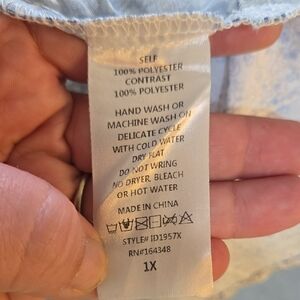 SELF
100% POLYESTER
CONTRAST
100% POLYESTER
HAND WASH OR
MACHINE WASH ON
DELICATE CYCLE
WITH COLD WATER
DRY FLAT
DO NOT WRING
NO DRYER, BLEACH
OR HOT WATER
MADE IN CHINA
STYLE# ID1957X
RN#164348
1X